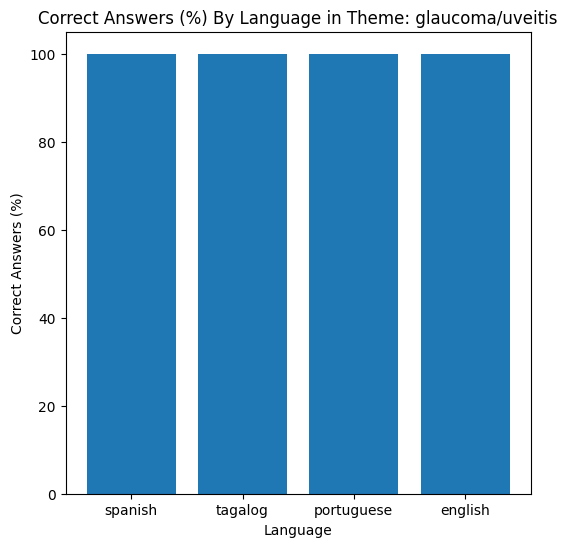 Correct Answers (%) By Language in Theme: glaucoma/uveitis
100
80
60
40
20
0
Correct Answers (%)
spanish tagalog portuguese english
Language